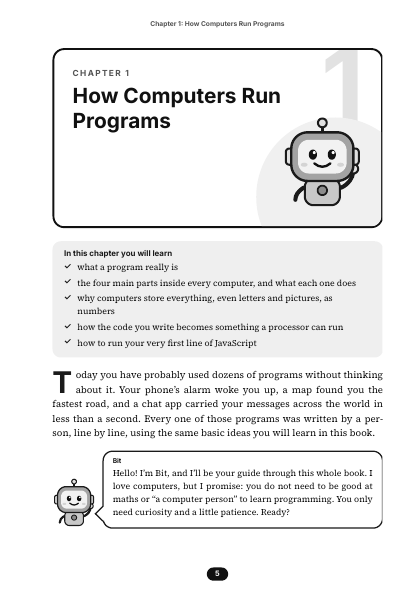 Chapter 1: How Computers Run Programs
1
CHAPTER 1
How Computers Run
Programs
In this chapter you will learn
✓ what a program really is
✓ the four main parts inside every computer, and what each one does
✓ why computers store everything, even letters and pictures, as
numbers
✓ how the code you write becomes something a processor can run
✓ how to run your very first line of JavaScript
Today you have probably used dozens of programs without thinking
about it. Your phone’s alarm woke you up, a map found you the
fastest road, and a chat app carried your messages across the world in
less than a second. Every one of those programs was written by a per-
son, line by line, using the same basic ideas you will learn in this book.
Bit
Hello! I’m Bit, and I’ll be your guide through this whole book. I
love computers, but I promise: you do not need to be good at
maths or “a computer person” to learn programming. You only
need curiosity and a little patience. Ready?
5